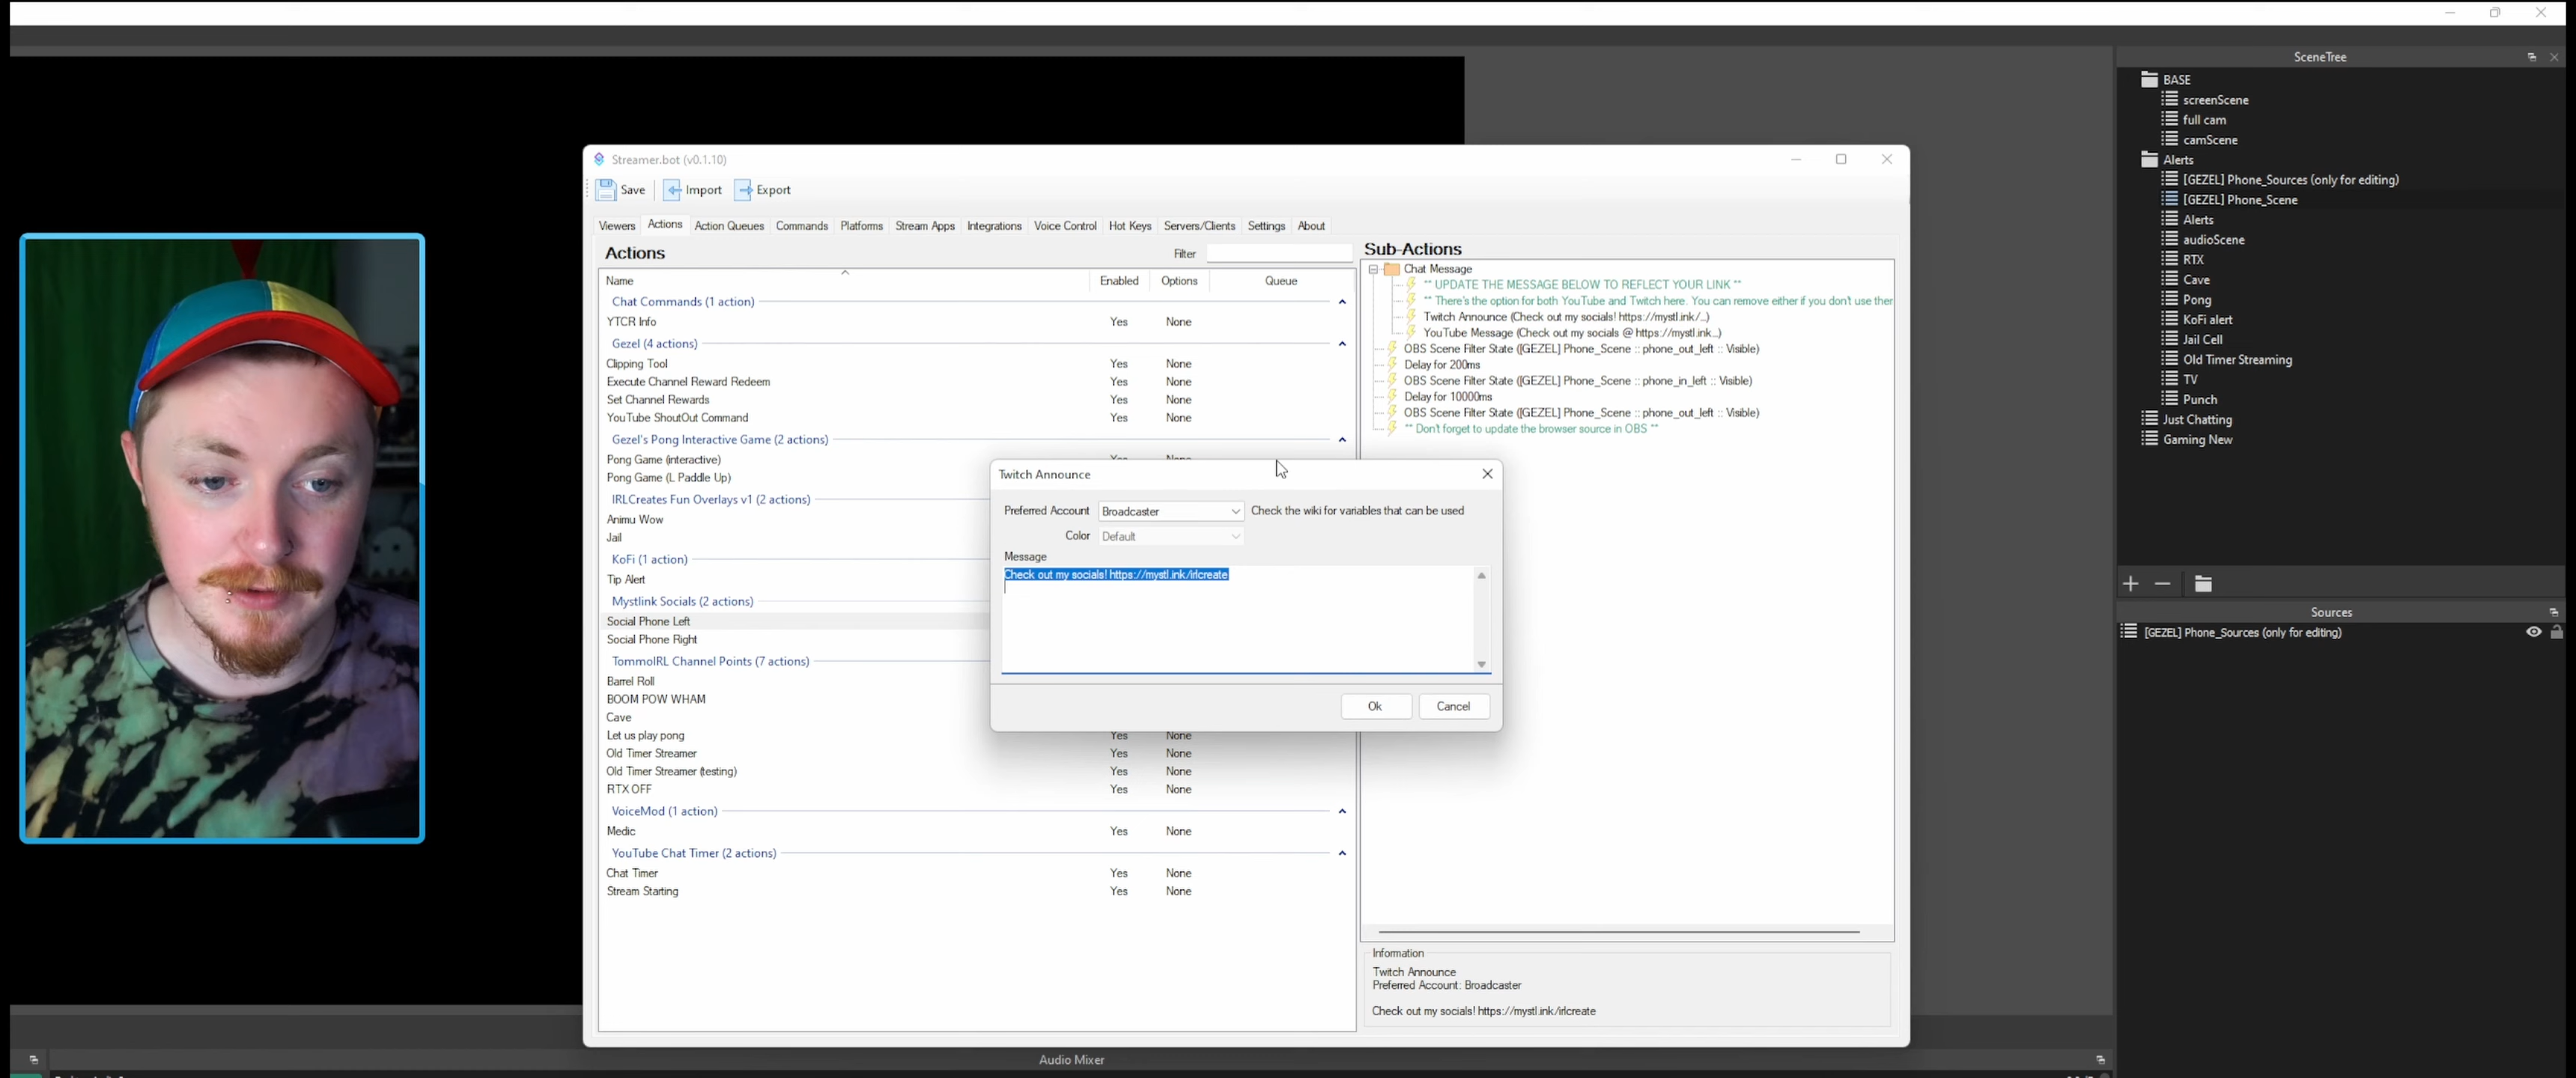 SceneTree
BASE
screenScene
full cam
camScene
Alerts
[GEZEL] Phone_Sources (only for editing)
[GEZEL] Phone_Scene
Alerts
audioScene
RTX
Cave
Pong
KoFi alert
Jail Cell
Old Timer Streaming
TV
Punch
Just Chatting
Gaming New
Sources
[GEZEL] Phone_Sources (only for editing)
Streamer.bot (v0.1.10)
Save Import Export
Viewers Actions Action Queues Commands Platforms Stream Apps Integrations Voice Control Hot Keys Servers/Clients Settings About
Actions Filter
Name Enabled Options Queue
Chat Commands (1 action)
YTCR Info Yes None
Gezel (4 actions)
Clipping Tool Yes None
Execute Channel Reward Redeem Yes None
Set Channel Rewards Yes None
YouTube ShoutOut Command Yes None
Gezel's Pong Interactive Game (2 actions)
Pong Game (interactive) Yes None
Pong Game (L Paddle Up)
IRLCreates Fun Overlays v1 (2 actions)
Animu Wow
Jail
KoFi (1 action)
Tip Alert
Mystlink Socials (2 actions)
Social Phone Left
Social Phone Right
TommoIRL Channel Points (7 actions)
Barrel Roll
BOOM POW WHAM
Cave
Let us play pong Yes None
Old Timer Streamer Yes None
Old Timer Streamer (testing) Yes None
RTX OFF Yes None
VoiceMod (1 action)
Medic Yes None
YouTube Chat Timer (2 actions)
Chat Timer Yes None
Stream Starting Yes None
Sub-Actions
Chat Message
** UPDATE THE MESSAGE BELOW TO REFLECT YOUR LINK **
** There's the option for both YouTube and Twitch here. You can remove either if you don't use ther
Twitch Announce (Check out my socials! https://mystl.ink/...)
YouTube Message (Check out my socials @ https://mystl.ink...)
OBS Scene Filter State ([GEZEL] Phone_Scene :: phone_out_left :: Visible)
Delay for 200ms
OBS Scene Filter State ([GEZEL] Phone_Scene :: phone_in_left :: Visible)
Delay for 10000ms
OBS Scene Filter State ([GEZEL] Phone_Scene :: phone_out_left :: Visible)
** Don't forget to update the browser source in OBS **
Twitch Announce
Preferred Account Broadcaster Check the wiki for variables that can be used
Color Default
Message
Check out my socials! https://mystl.ink/irlcreate
Ok Cancel
Information
Twitch Announce
Preferred Account: Broadcaster
Check out my socials! https://mystl.ink/irlcreate
Audio Mixer